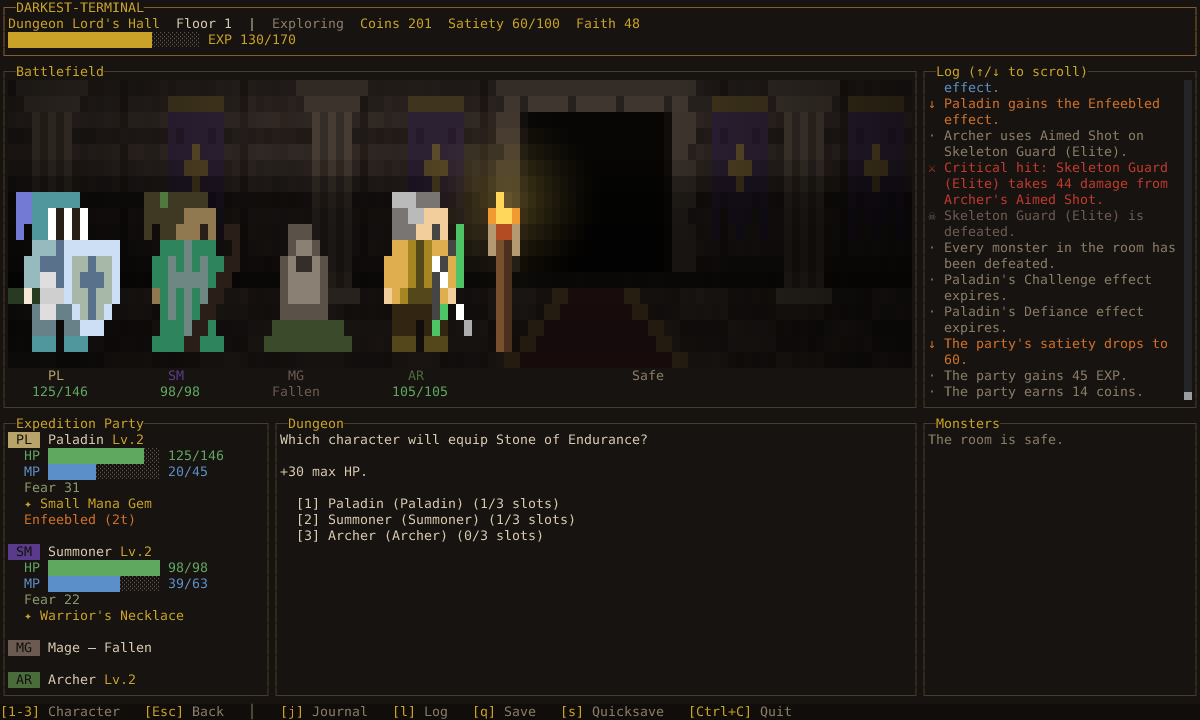 DARKEST-TERMINAL
Dungeon Lord's Hall  Floor 1  |  Exploring  Coins 201  Satiety 60/100  Faith 48
EXP 130/170
Battlefield
PL  SM  MG  AR  Safe
125/146  98/98  Fallen  105/105
Log (↑/↓ to scroll)
effect.
↓ Paladin gains the Enfeebled
effect.
· Archer uses Aimed Shot on
Skeleton Guard (Elite).
⚔ Critical hit: Skeleton Guard
(Elite) takes 44 damage from
Archer's Aimed Shot.
☠ Skeleton Guard (Elite) is
defeated.
· Every monster in the room has
been defeated.
· Paladin's Challenge effect
expires.
· Paladin's Defiance effect
expires.
↓ The party's satiety drops to
60.
· The party gains 45 EXP.
· The party earns 14 coins.
Expedition Party
PL  Paladin Lv.2
HP  125/146
MP  20/45
Fear 31
✦ Small Mana Gem
Enfeebled (2t)
SM  Summoner Lv.2
HP  98/98
MP  39/63
Fear 22
✦ Warrior's Necklace
MG  Mage — Fallen
AR  Archer Lv.2
Dungeon
Which character will equip Stone of Endurance?
+30 max HP.
[1] Paladin (Paladin) (1/3 slots)
[2] Summoner (Summoner) (1/3 slots)
[3] Archer (Archer) (0/3 slots)
Monsters
The room is safe.
[1-3] Character  [Esc] Back  |  [j] Journal  [l] Log  [q] Save  [s] Quicksave  [Ctrl+C] Quit